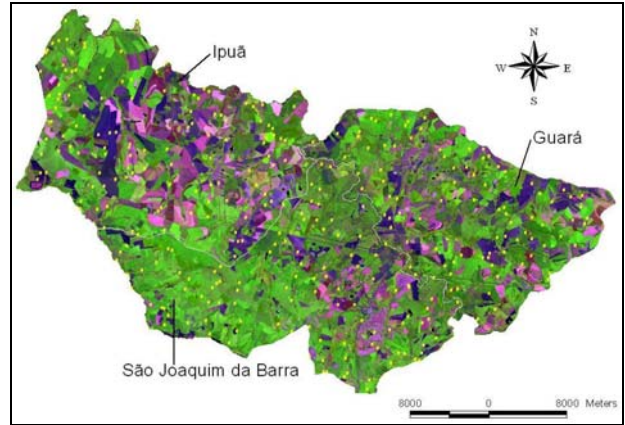 Ipuã
N
W E
S
Guará
São Joaquim da Barra
8000 0 8000 Meters